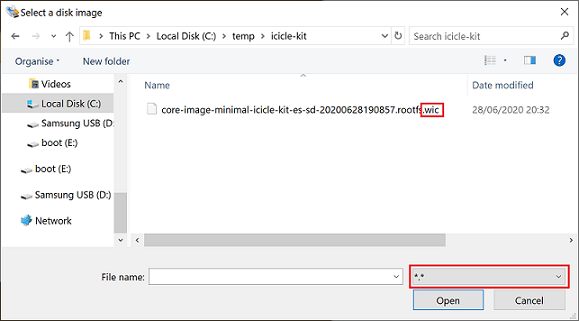 Select a disk image
This PC > Local Disk (C:) > temp > icicle-kit
Search icicle-kit
Organise
New folder
Name
Date modified
Videos
Local Disk (C:)
Samsung USB (D:)
boot (E:)
boot (E:)
Samsung USB (D:)
Network
core-image-minimal-icicle-kit-es-sd-20200628190857.rootfs.wic
28/06/2020 20:32
File name:
*.*
Open
Cancel